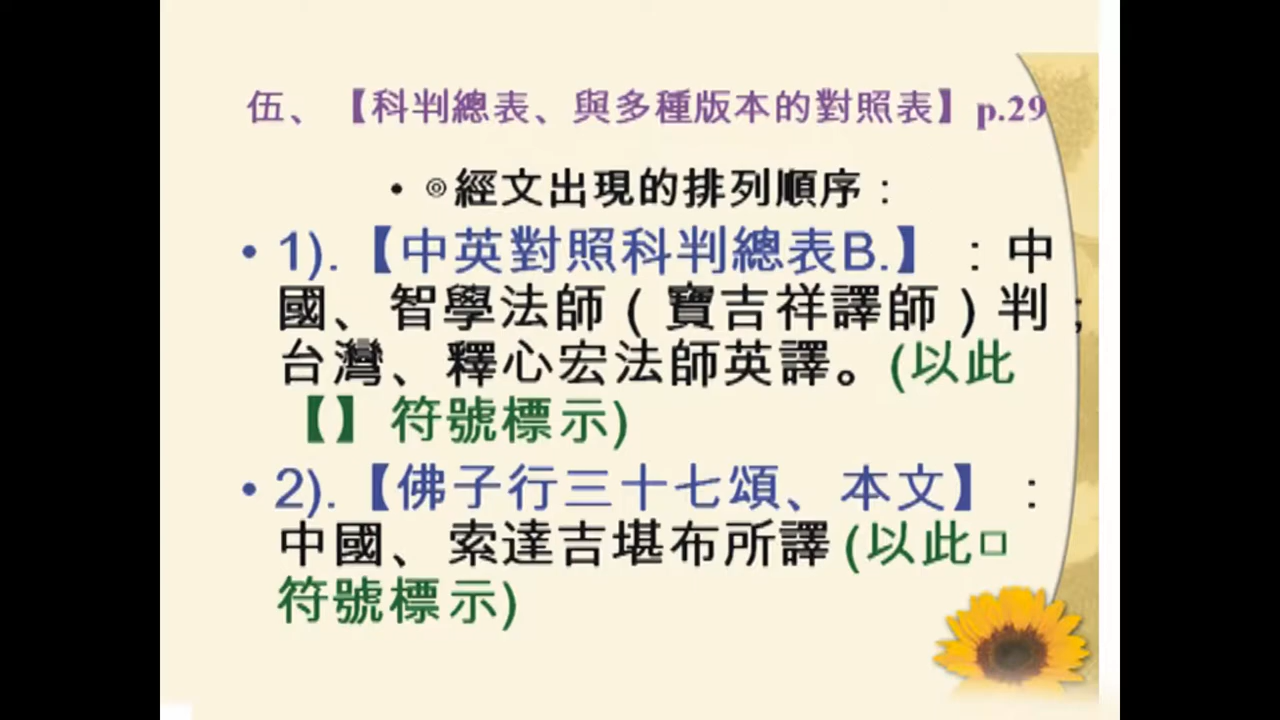 伍、【科判總表、與多種版本的對照表】p.29
• ◎經文出現的排列順序：
• 1).【中英對照科判總表B.】：中
國、智學法師（寶吉祥譯師）判；
台灣、釋心宏法師英譯。(以此
【】符號標示)
• 2).【佛子行三十七頌、本文】：
中國、索達吉堪布所譯(以此□
符號標示)